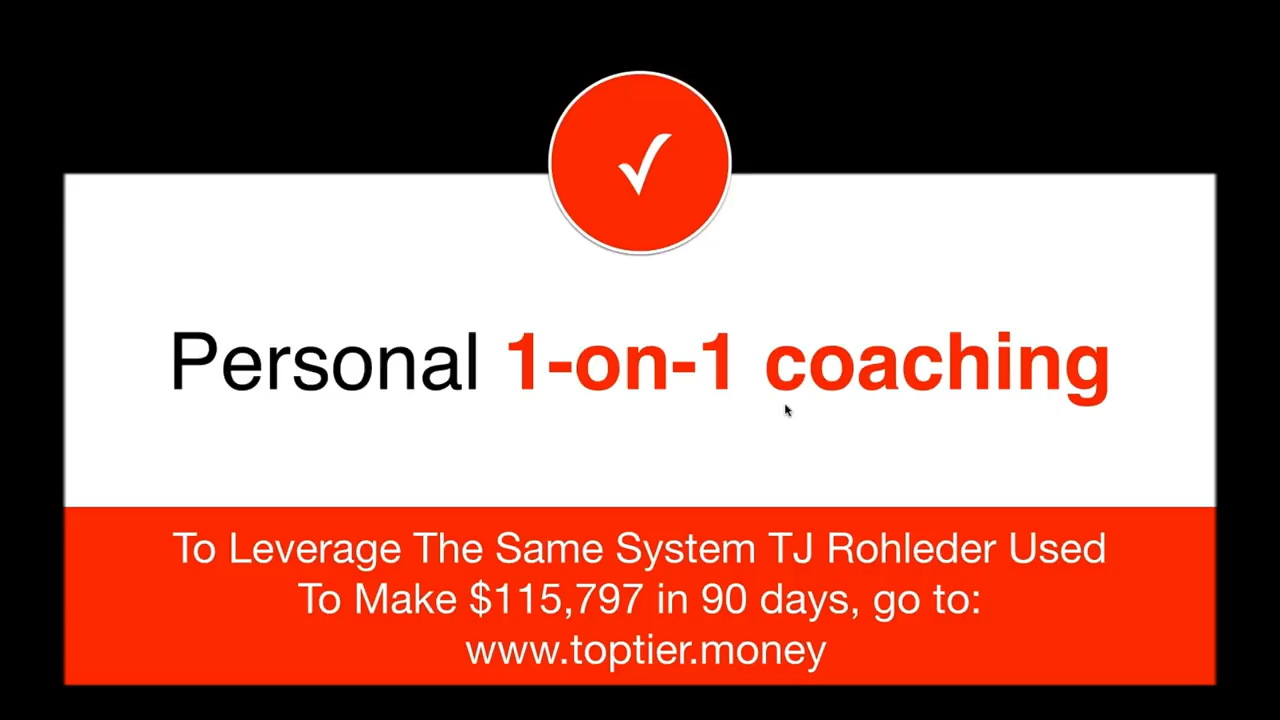 ✓
Personal 1-on-1 coaching
To Leverage The Same System TJ Rohleder Used
To Make $115,797 in 90 days, go to:
www.toptier.money